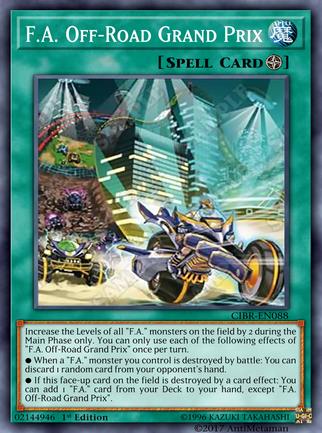 F.A. Off-Road Grand Prix
[Spell Card]
CIBR-EN088
Increase the Levels of all "F.A." monsters on the field by 2 during the
Main Phase only. You can only use each of the following effects of
"F.A. Off-Road Grand Prix" once per turn.
● When a "F.A." monster you control is destroyed by battle: You can
discard 1 random card from your opponent's hand.
● If this face-up card on the field is destroyed by a card effect: You can
add 1 "F.A." card from your Deck to your hand, except "F.A.
Off-Road Grand Prix".
02144946 1st Edition ©1996 KAZUKI TAKAHASHI
©2017 AntiMetaman